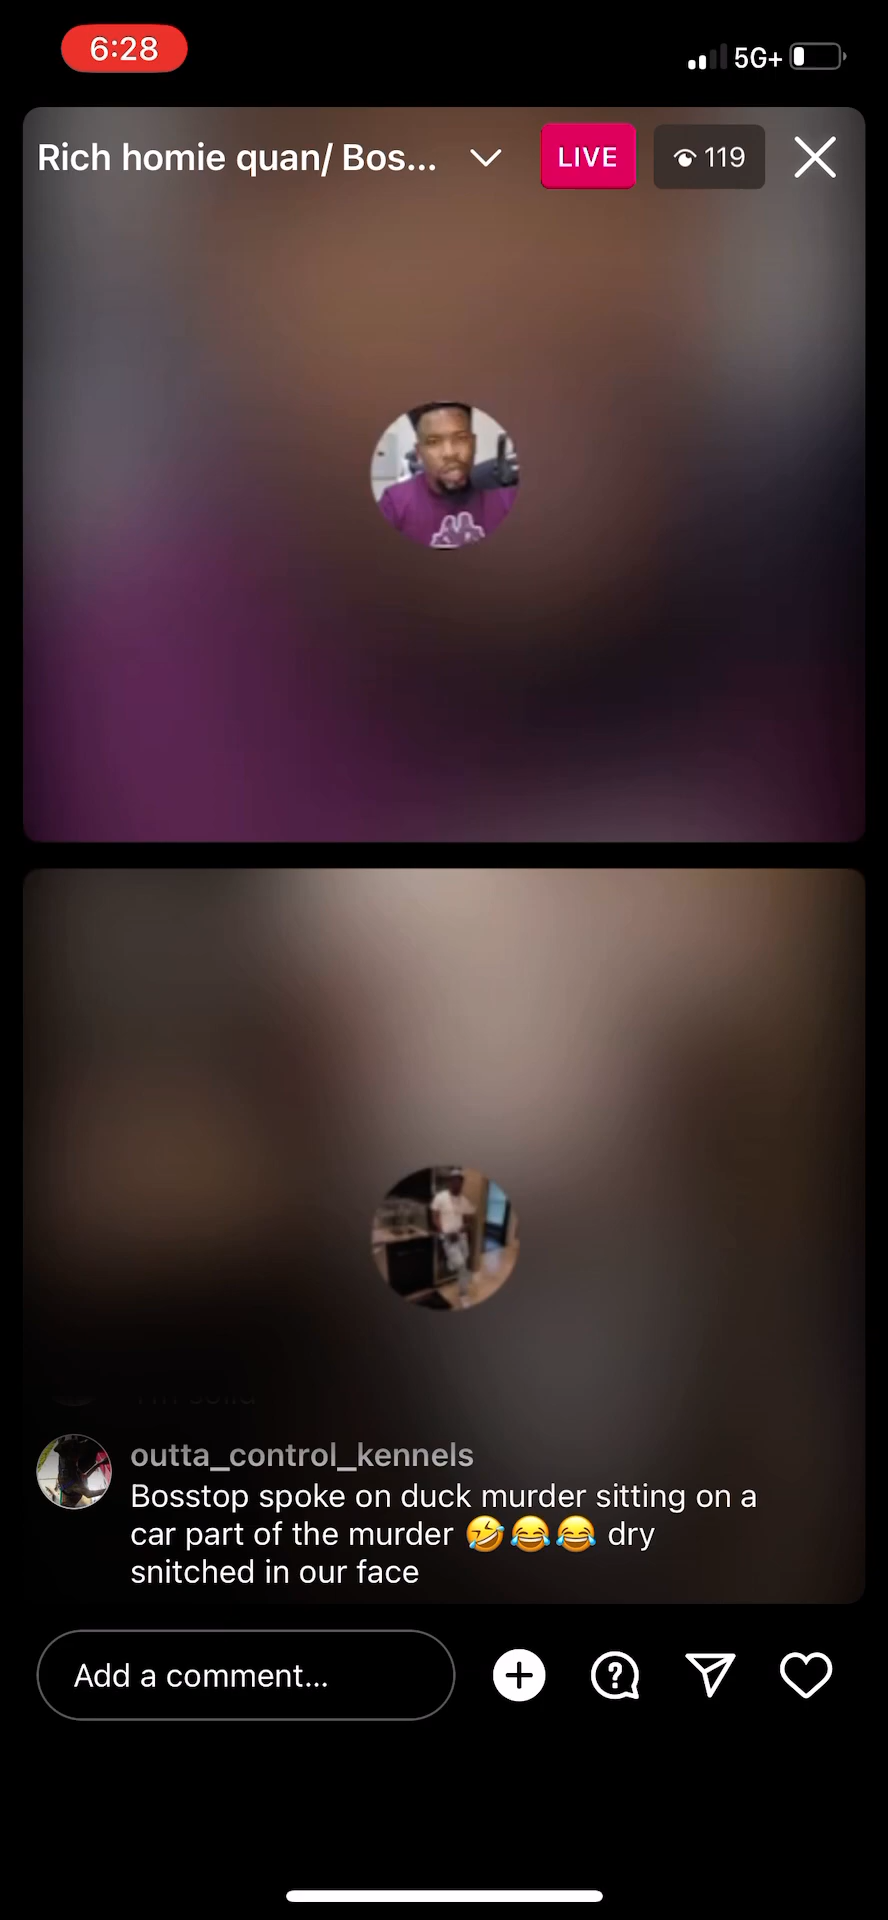 6:28
5G+
Rich homie quan/ Bos...
LIVE
119
outta_control_kennels
Bosstop spoke on duck murder sitting on a
car part of the murder 🤣😂😂 dry
snitched in our face
Add a comment...